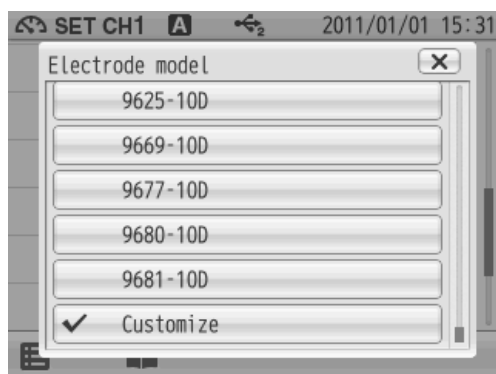 SET CH1 A 2 2011/01/01 15:31
Electrode model
9625-10D
9669-10D
9677-10D
9680-10D
9681-10D
Customize